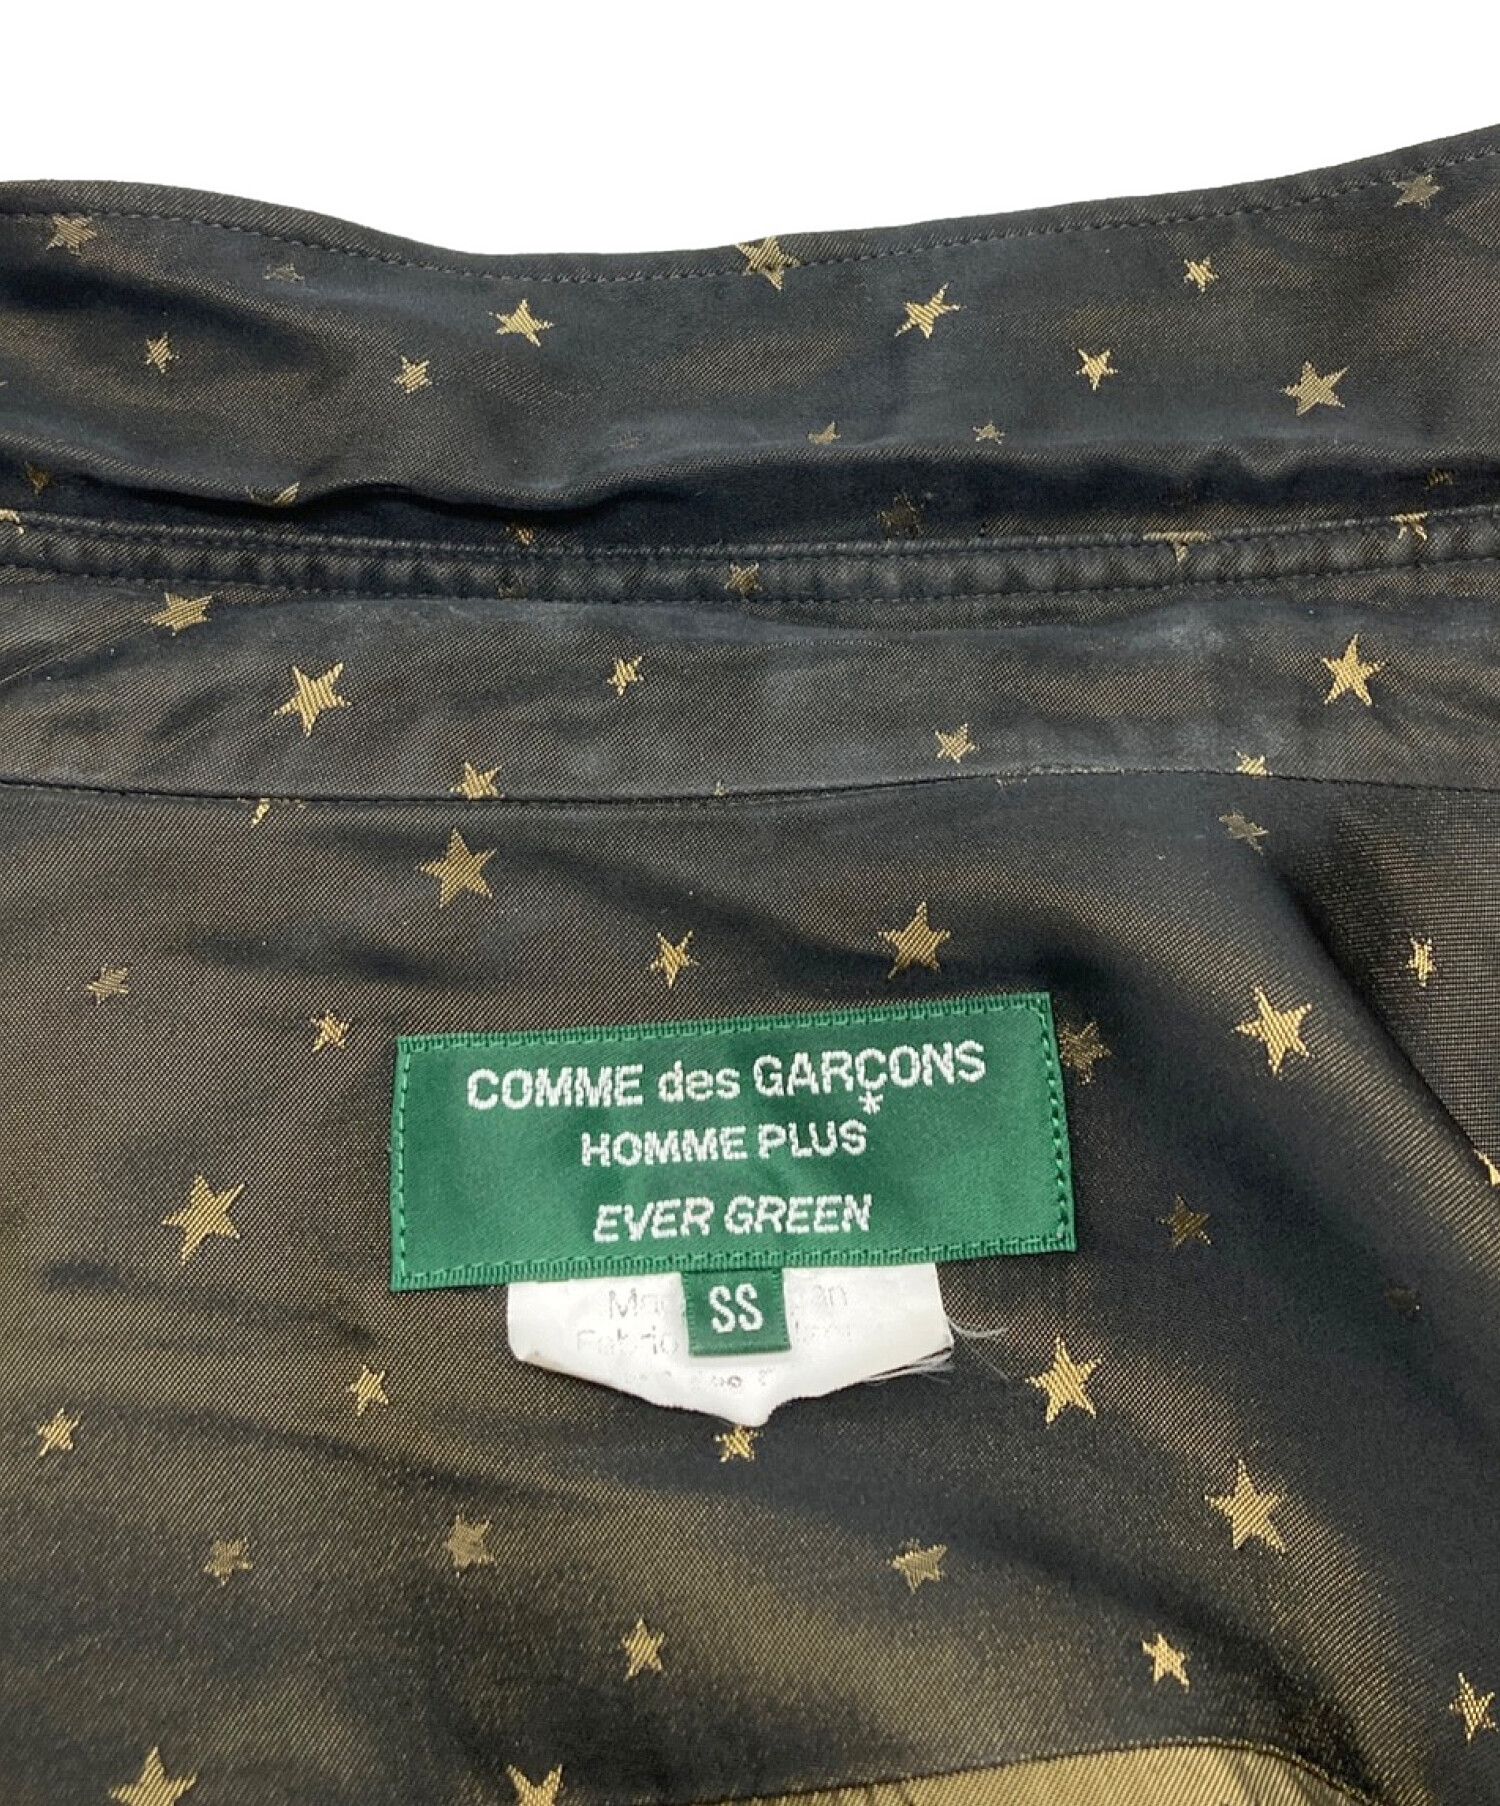 COMME des GARÇONS
HOMME PLUS*
EVER GREEN
SS